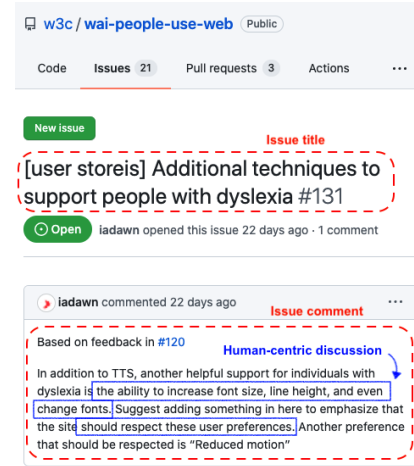 w3c / wai-people-use-web Public
Code Issues 21 Pull requests 3 Actions ...
New issue
Issue title
[user storeis] Additional techniques to
support people with dyslexia #131
Open iadawn opened this issue 22 days ago · 1 comment
iadawn commented 22 days ago ...
Issue comment
Based on feedback in #120
Human-centric discussion
In addition to TTS, another helpful support for individuals with
dyslexia is the ability to increase font size, line height, and even
change fonts. Suggest adding something in here to emphasize that
the site should respect these user preferences. Another preference
that should be respected is “Reduced motion”